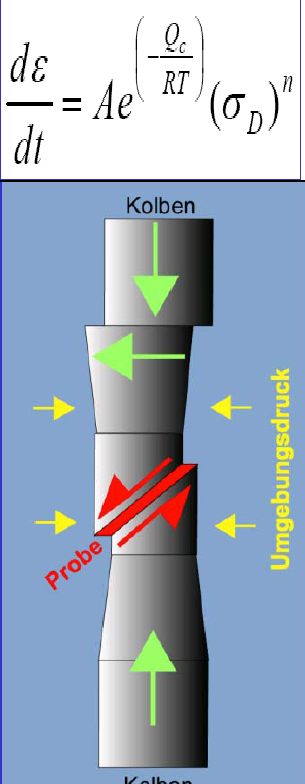 dε/dt = Ae^(-Q_c/RT) (σ_D)^n
Kolben
Umgebungsdruck
Probe
Kolben